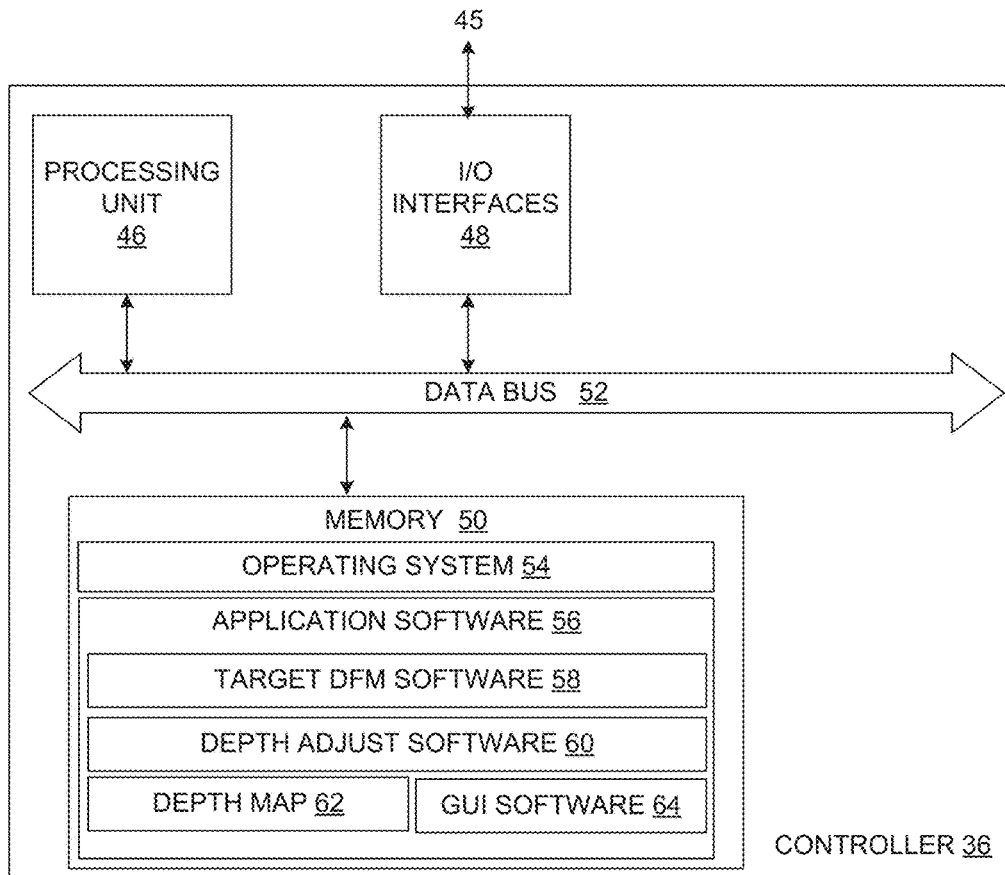 45
PROCESSING
UNIT
46
I/O
INTERFACES
48
DATA BUS 52
MEMORY 50
OPERATING SYSTEM 54
APPLICATION SOFTWARE 56
TARGET DFM SOFTWARE 58
DEPTH ADJUST SOFTWARE 60
DEPTH MAP 62
GUI SOFTWARE 64
CONTROLLER 36